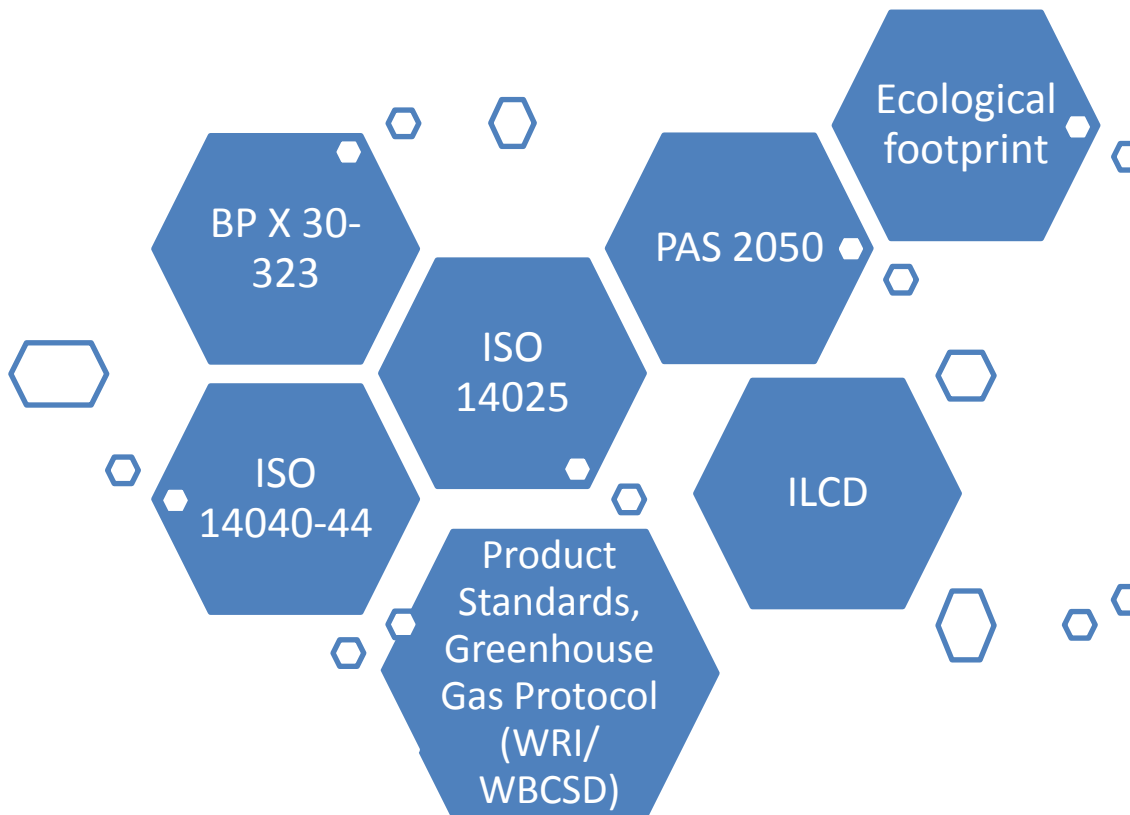 Ecological
footprint
BP X 30-
323
PAS 2050
ISO
14025
ISO
14040-44
ILCD
Product
Standards,
Greenhouse
Gas Protocol
(WRI/
WBCSD)